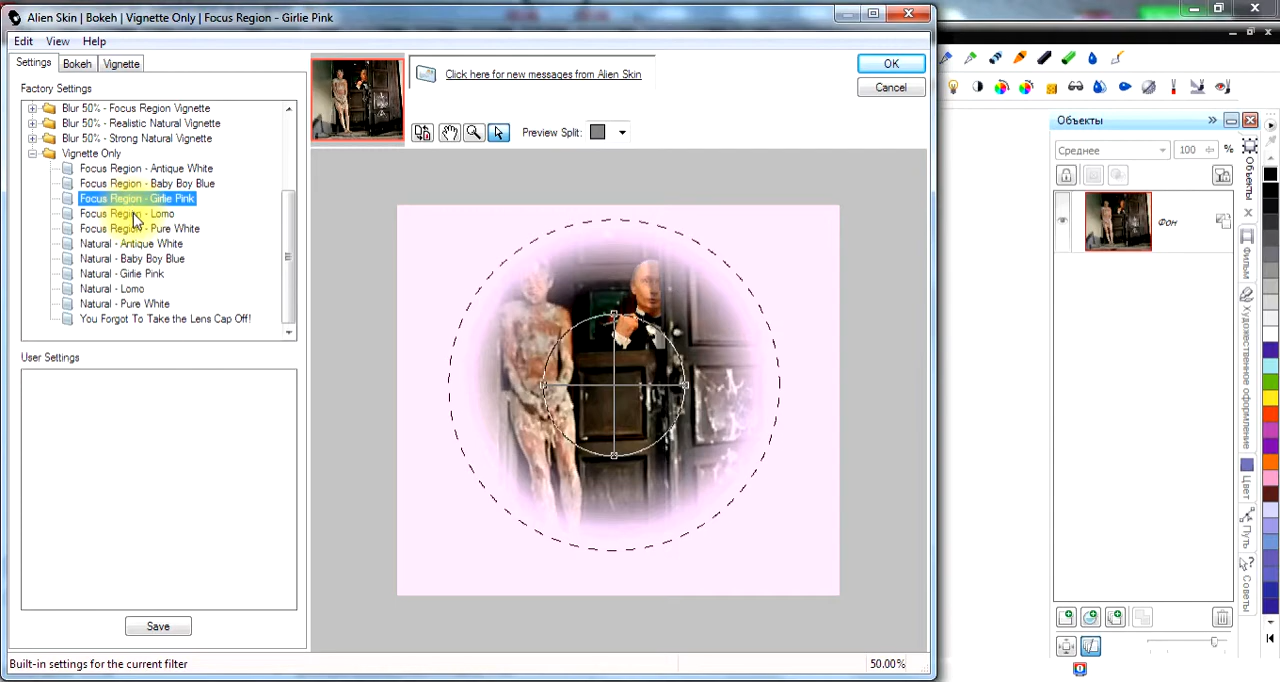 Alien Skin | Bokeh | Vignette Only | Focus Region - Girlie Pink
Edit View Help
Settings Bokeh Vignette
Factory Settings
Blur 50% - Focus Region Vignette
Blur 50% - Realistic Natural Vignette
Blur 50% - Strong Natural Vignette
Vignette Only
Focus Region - Antique White
Focus Region - Baby Boy Blue
Focus Region - Girlie Pink
Focus Region - Lomo
Focus Region - Pure White
Natural - Antique White
Natural - Baby Boy Blue
Natural - Girlie Pink
Natural - Lomo
Natural - Pure White
You Forgot To Take the Lens Cap Off!
User Settings
Save
Built-in settings for the current filter
50.00%
Click here for new messages from Alien Skin
Preview Split:
OK
Cancel
Объекты
Среднее 100 %
Фон
Объекты
Фильм
Художественное оформление
Цвет
Путь
Советы